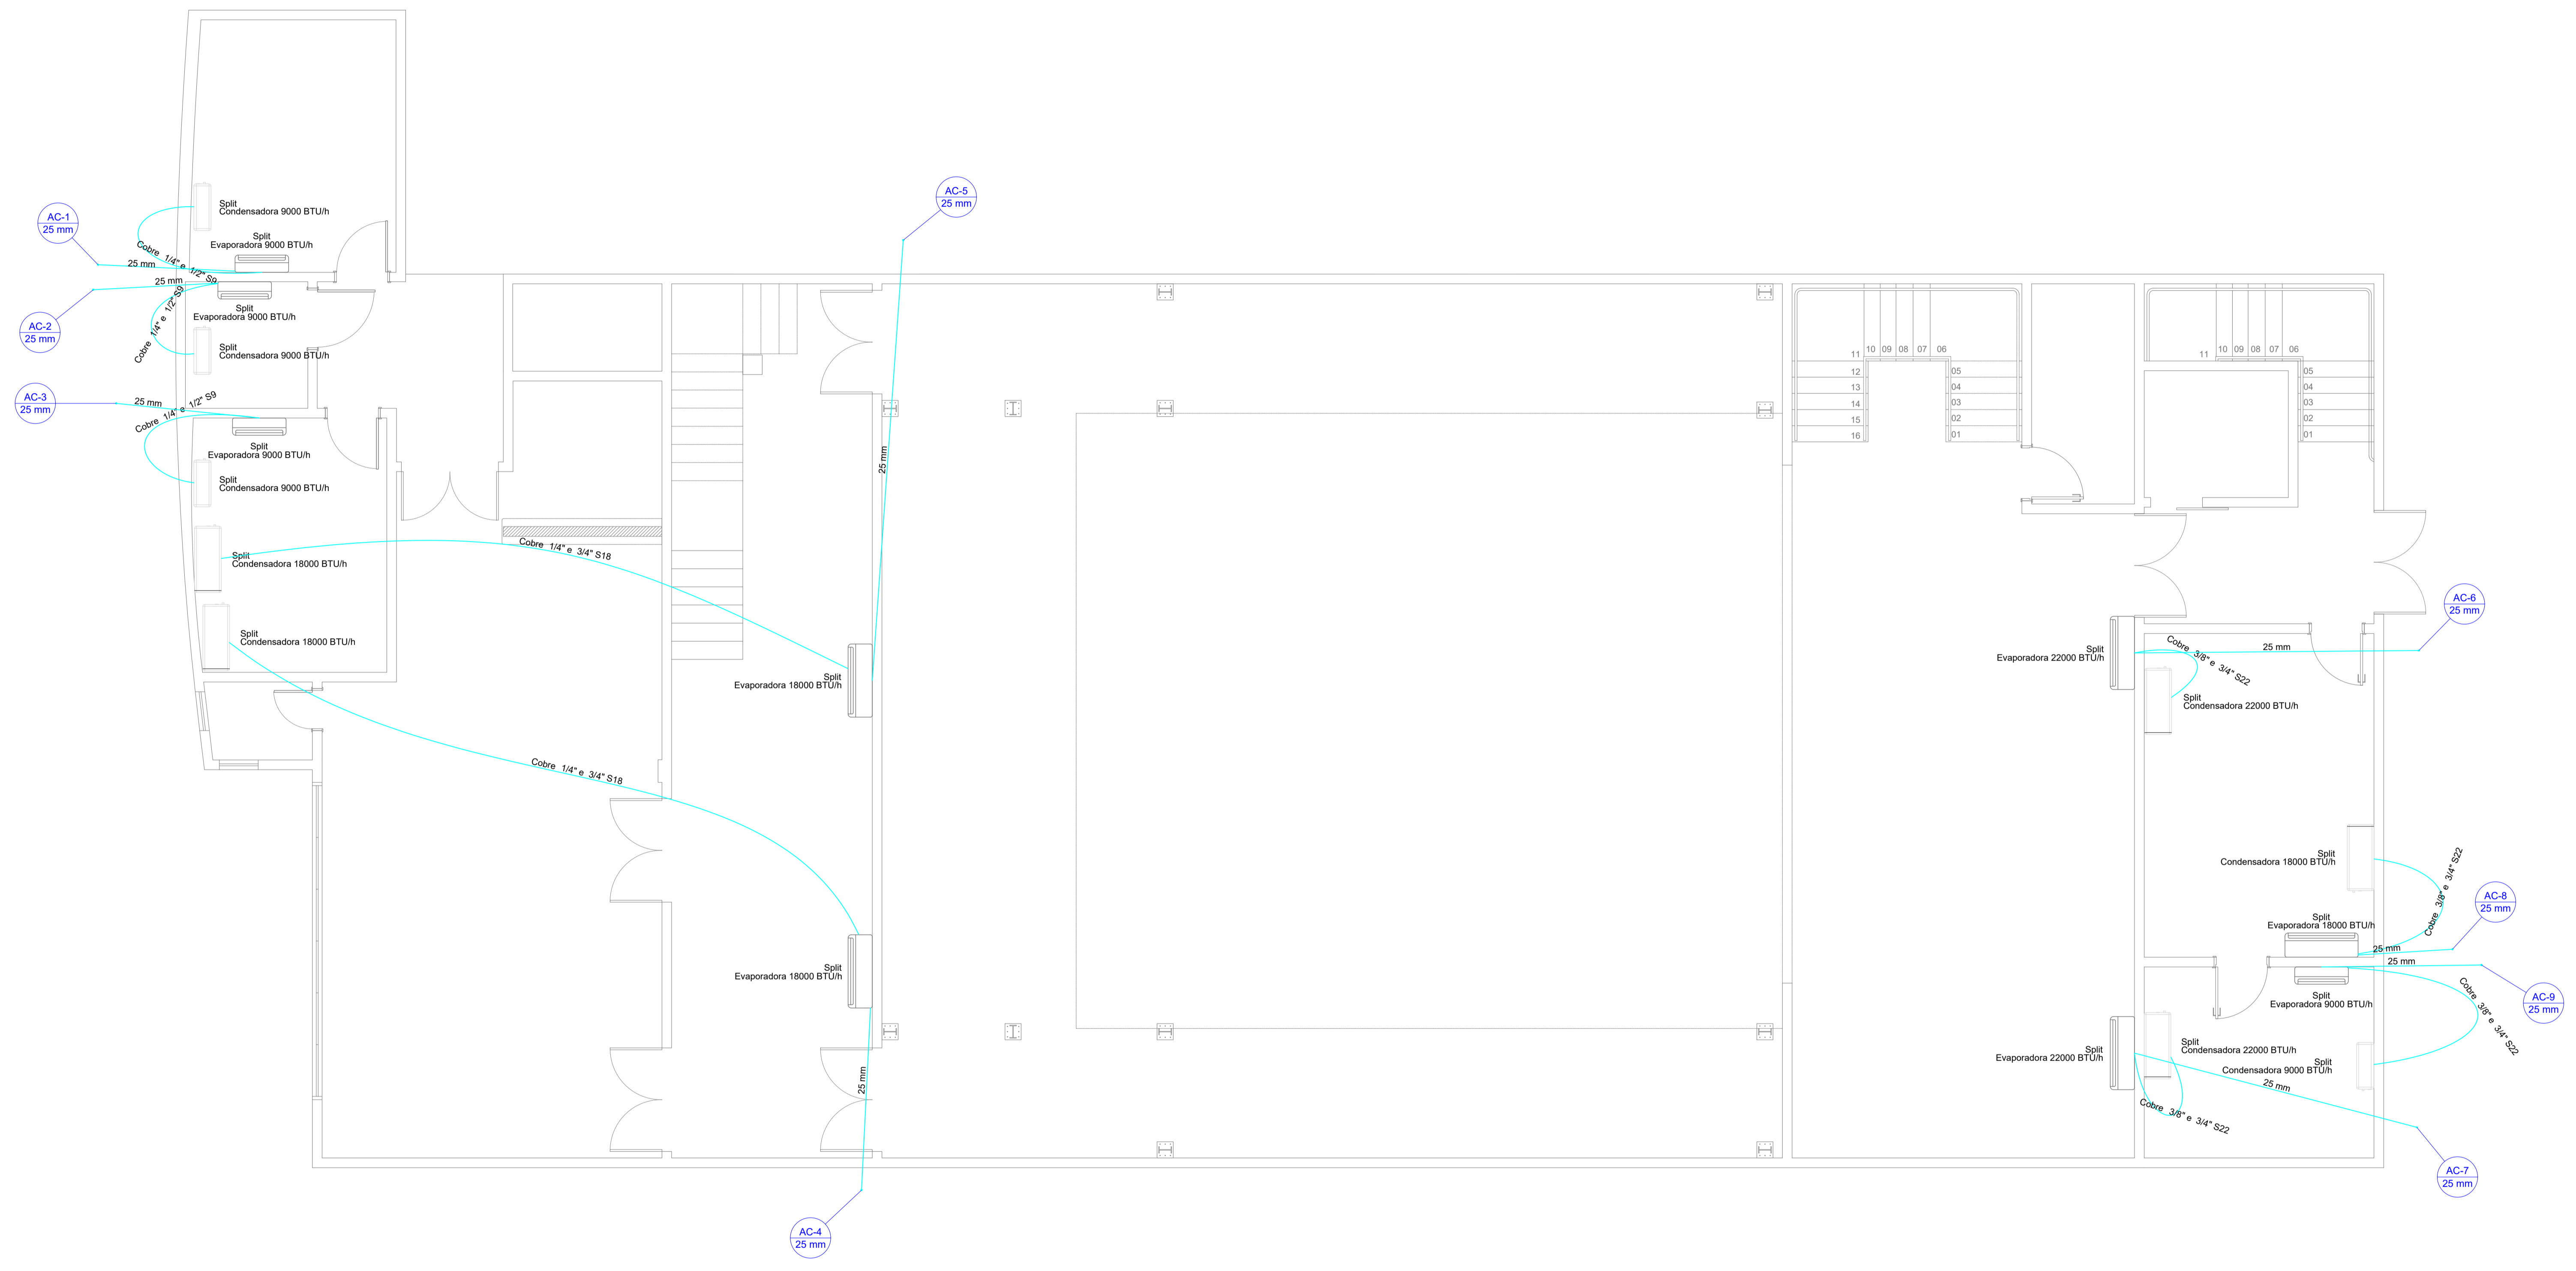 AC-1
25 mm
AC-2
25 mm
AC-3
25 mm
AC-5
25 mm
Split
Condensadora 9000 BTU/h
Split
Evaporadora 9000 BTU/h
Cobre 1/4" e 1/2" S9
25 mm
25 mm
Cobre 1/4" e 1/2" S9
Split
Evaporadora 9000 BTU/h
Split
Condensadora 9000 BTU/h
25 mm
Cobre 1/4" e 1/2" S9
Split
Evaporadora 9000 BTU/h
Split
Condensadora 9000 BTU/h
Split
Condensadora 18000 BTU/h
Split
Condensadora 18000 BTU/h
Cobre 1/4" e 3/4" S18
Cobre 1/4" e 3/4" S18
25 mm
Split
Evaporadora 18000 BTU/h
Split
Evaporadora 18000 BTU/h
25 mm
AC-4
25 mm
11
10
09
08
07
06
12
13
14
15
16
05
04
03
02
01
11
10
09
08
07
06
05
04
03
02
01
AC-6
25 mm
25 mm
Split
Evaporadora 22000 BTU/h
Cobre 3/8" e 3/4" S22
Split
Condensadora 22000 BTU/h
Split
Condensadora 18000 BTU/h
Cobre 3/8" e 3/4" S22
AC-8
25 mm
Split
Evaporadora 18000 BTU/h
25 mm
25 mm
AC-9
25 mm
Split
Evaporadora 9000 BTU/h
Cobre 3/8" e 3/4" S22
Split
Evaporadora 22000 BTU/h
Split
Condensadora 22000 BTU/h
Split
Condensadora 9000 BTU/h
25 mm
Cobre 3/8" e 3/4" S22
AC-7
25 mm